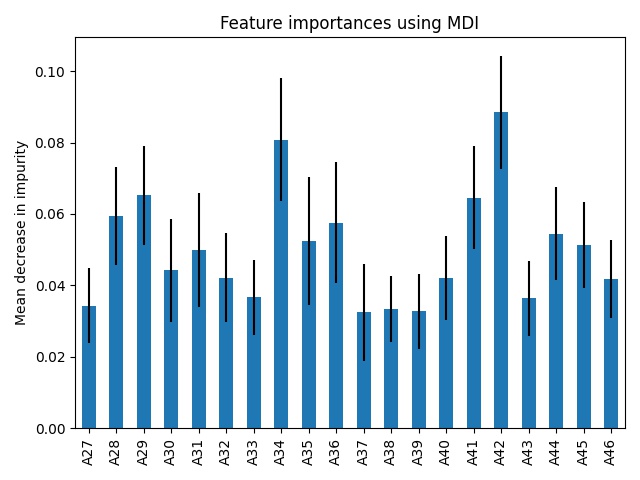 Feature importances using MDI
Mean decrease in impurity
0.10
0.08
0.06
0.04
0.02
0.00
A27 A28 A29 A30 A31 A32 A33 A34 A35 A36 A37 A38 A39 A40 A41 A42 A43 A44 A45 A46